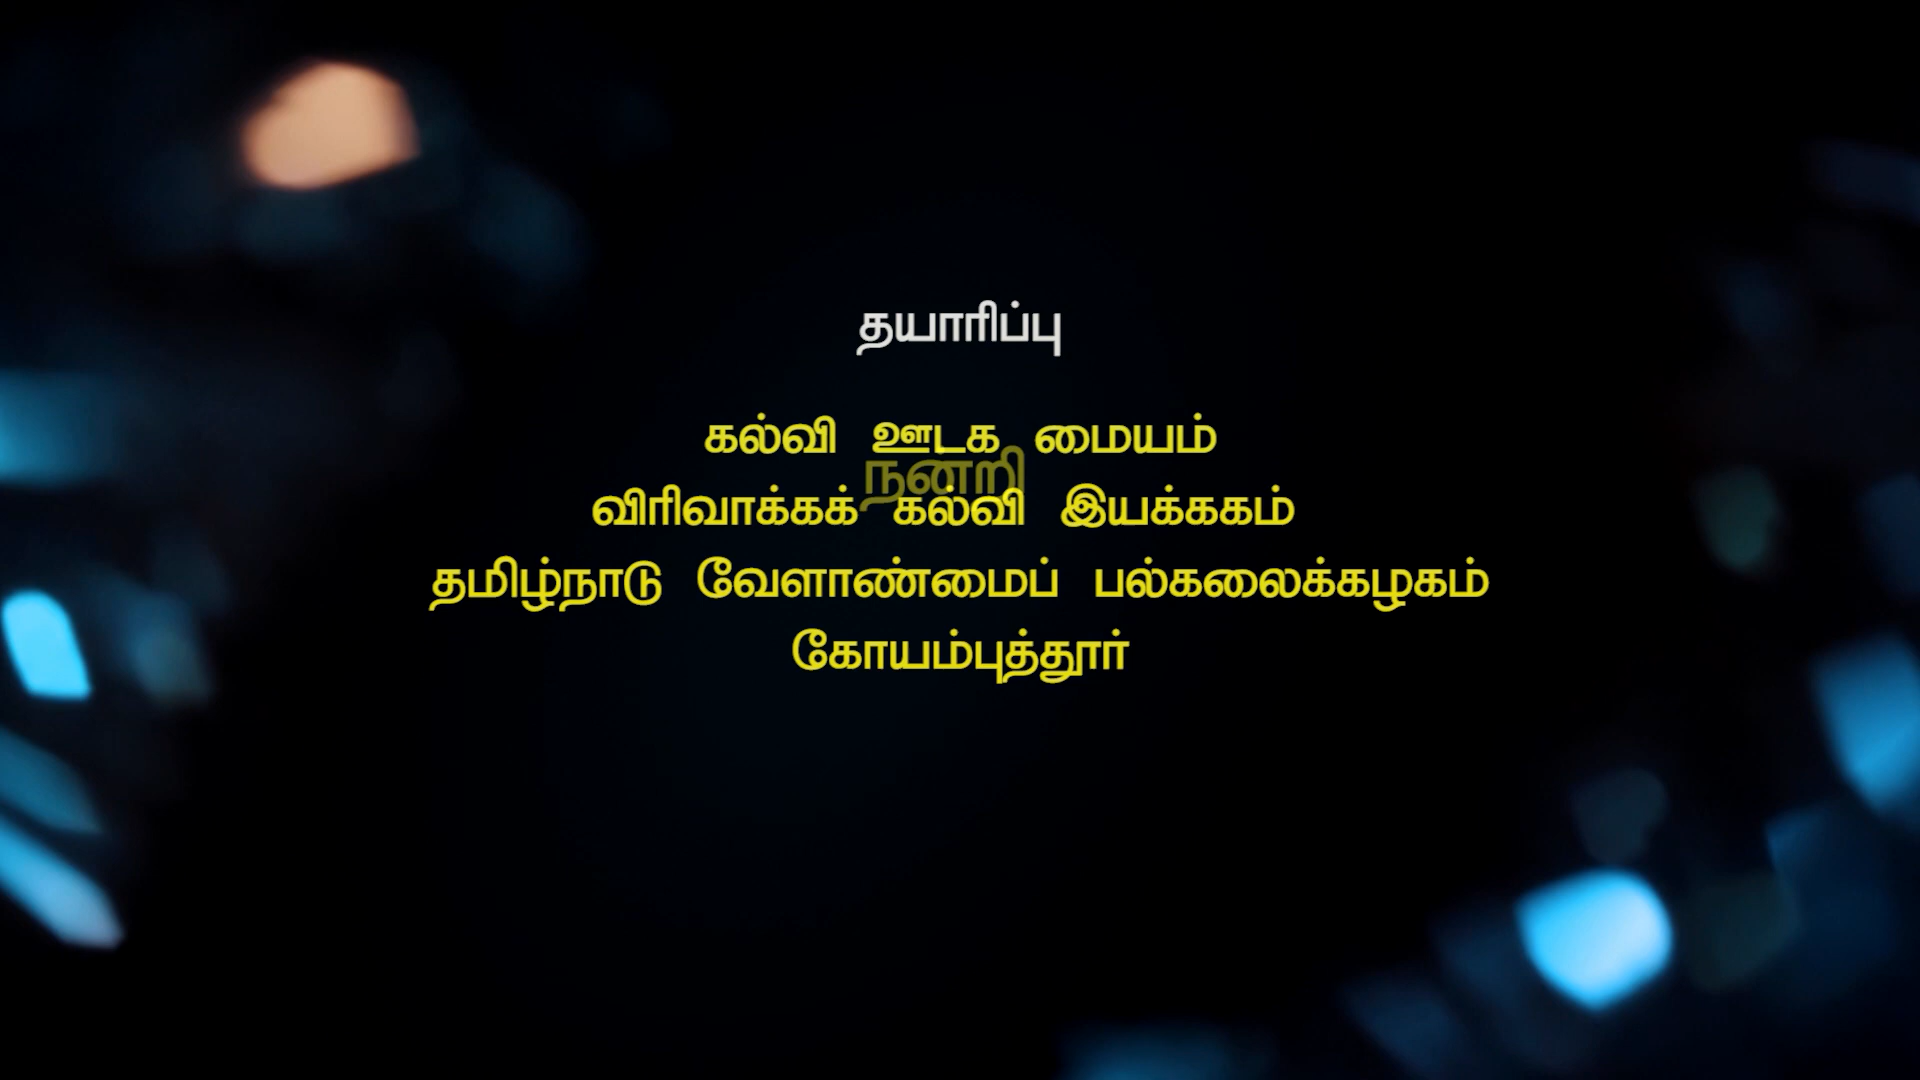 தயாரிப்பு
கல்வி ஊடக மையம்
நன்றி
விரிவாக்கக் கல்வி இயக்ககம்
தமிழ்நாடு வேளாண்மைப் பல்கலைக்கழகம்
கோயம்புத்தூர்